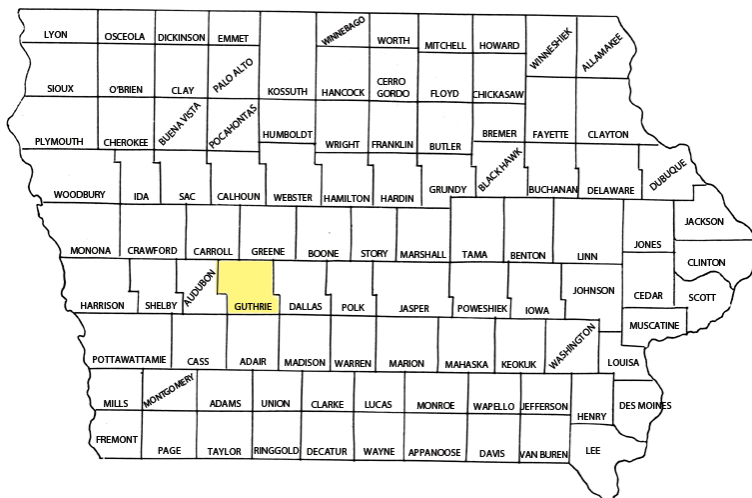 LYON OSCEOLA DICKINSON EMMET WINNEBAGO WORTH MITCHELL HOWARD WINNESHIEK ALLAMAKEE
SIOUX O'BRIEN CLAY PALO ALTO KOSSUTH HANCOCK CERRO GORDO FLOYD CHICKASAW
PLYMOUTH CHEROKEE BUENA VISTA POCAHONTAS HUMBOLDT WRIGHT FRANKLIN BUTLER BREMER FAYETTE CLAYTON
WOODBURY IDA SAC CALHOUN WEBSTER HAMILTON HARDIN GRUNDY BLACK HAWK BUCHANAN DELAWARE DUBUQUE
MONONA CRAWFORD CARROLL GREENE BOONE STORY MARSHALL TAMA BENTON LINN JONES JACKSON
CLINTON
HARRISON SHELBY AUDUBON GUTHRIE DALLAS POLK JASPER POWESHIEK IOWA JOHNSON CEDAR SCOTT
MUSCATINE
POTTAWATTAMIE CASS ADAIR MADISON WARREN MARION MAHASKA KEOKUK WASHINGTON LOUISA
MILLS MONTGOMERY ADAMS UNION CLARKE LUCAS MONROE WAPELLO JEFFERSON HENRY DES MOINES
FREMONT PAGE TAYLOR RINGGOLD DECATUR WAYNE APPANOOSE DAVIS VAN BUREN LEE